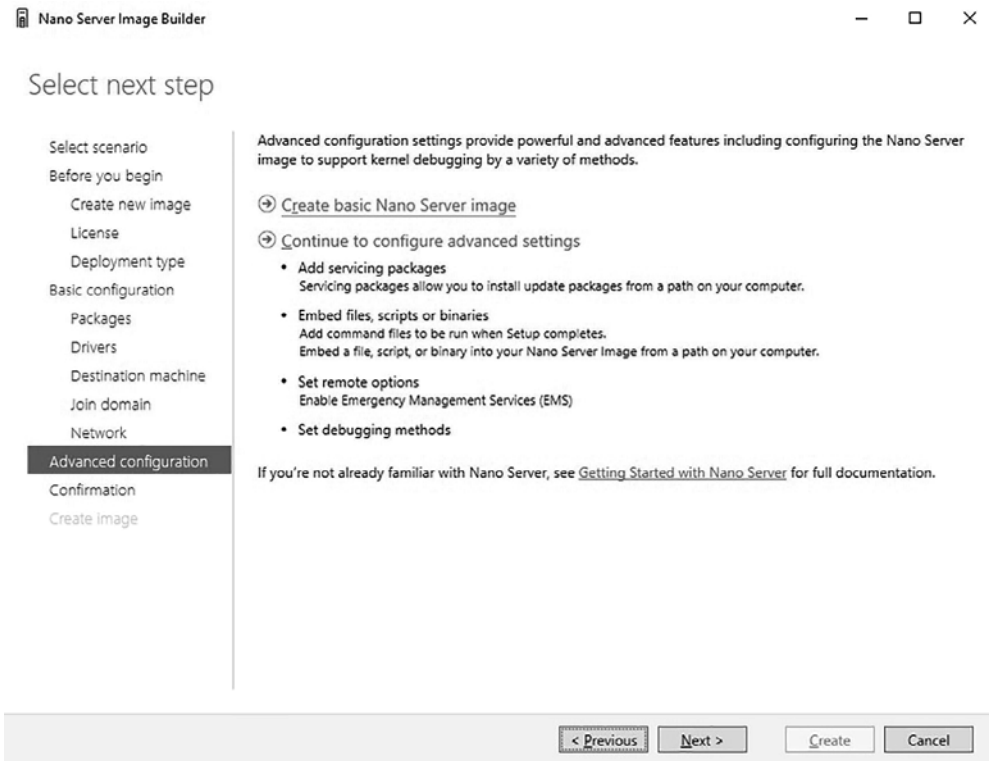 Nano Server Image Builder
Select next step
Select scenario
Before you begin
Create new image
License
Deployment type
Basic configuration
Packages
Drivers
Destination machine
Join domain
Network
Advanced configuration
Confirmation
Create image
Advanced configuration settings provide powerful and advanced features including configuring the Nano Server
image to support kernel debugging by a variety of methods.
Create basic Nano Server image
Continue to configure advanced settings
• Add servicing packages
Servicing packages allow you to install update packages from a path on your computer.
• Embed files, scripts or binaries
Add command files to be run when Setup completes.
Embed a file, script, or binary into your Nano Server Image from a path on your computer.
• Set remote options
Enable Emergency Management Services (EMS)
• Set debugging methods
If you're not already familiar with Nano Server, see Getting Started with Nano Server for full documentation.
< Previous Next > Create Cancel